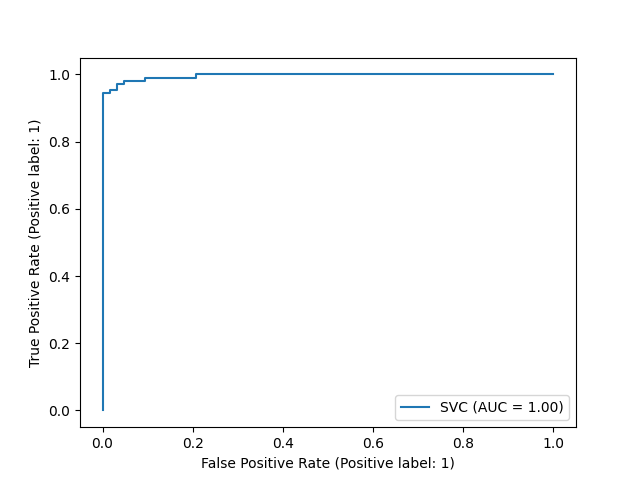 1.0
0.8
0.6
0.4
0.2
0.0
True Positive Rate (Positive label: 1)
SVC (AUC = 1.00)
0.0 0.2 0.4 0.6 0.8 1.0
False Positive Rate (Positive label: 1)